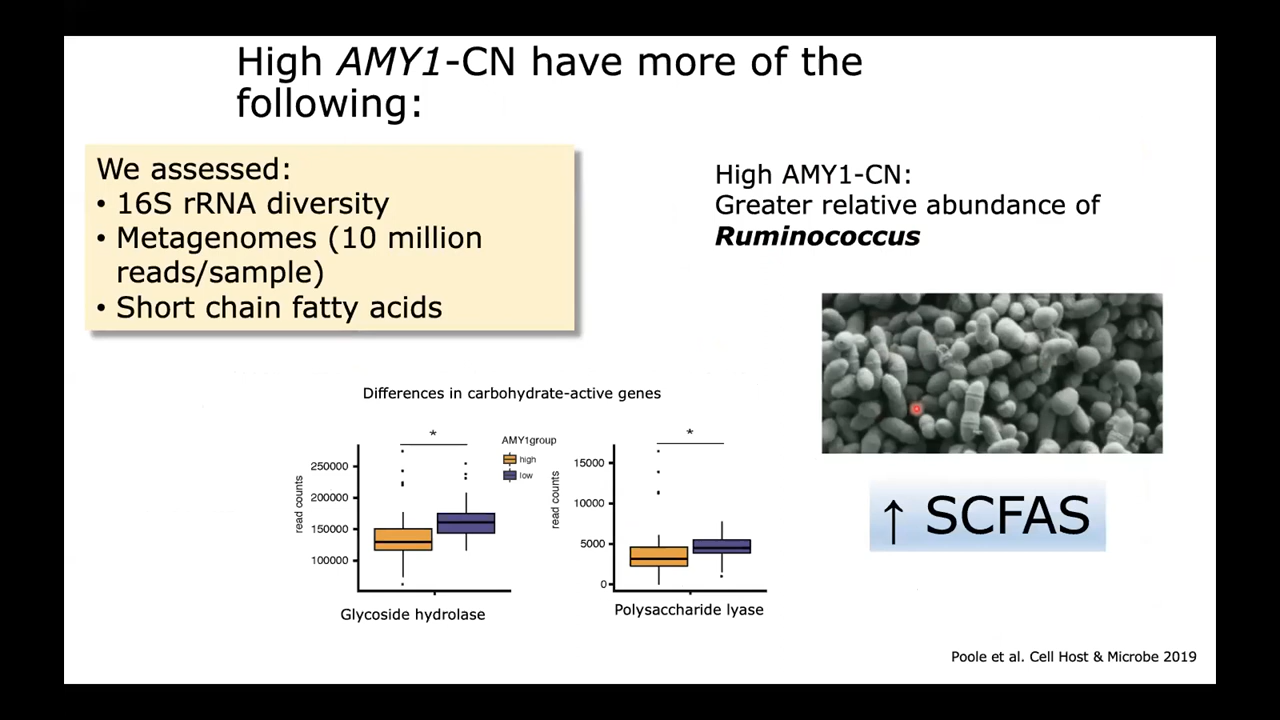 High AMY1-CN have more of the
following:
We assessed:
• 16S rRNA diversity
• Metagenomes (10 million
reads/sample)
• Short chain fatty acids
High AMY1-CN:
Greater relative abundance of
Ruminococcus
Differences in carbohydrate-active genes
*
AMY1group
high
low
read counts
250000
200000
150000
100000
Glycoside hydrolase
*
read counts
15000
10000
5000
0
Polysaccharide lyase
↑ SCFAS
Poole et al. Cell Host & Microbe 2019